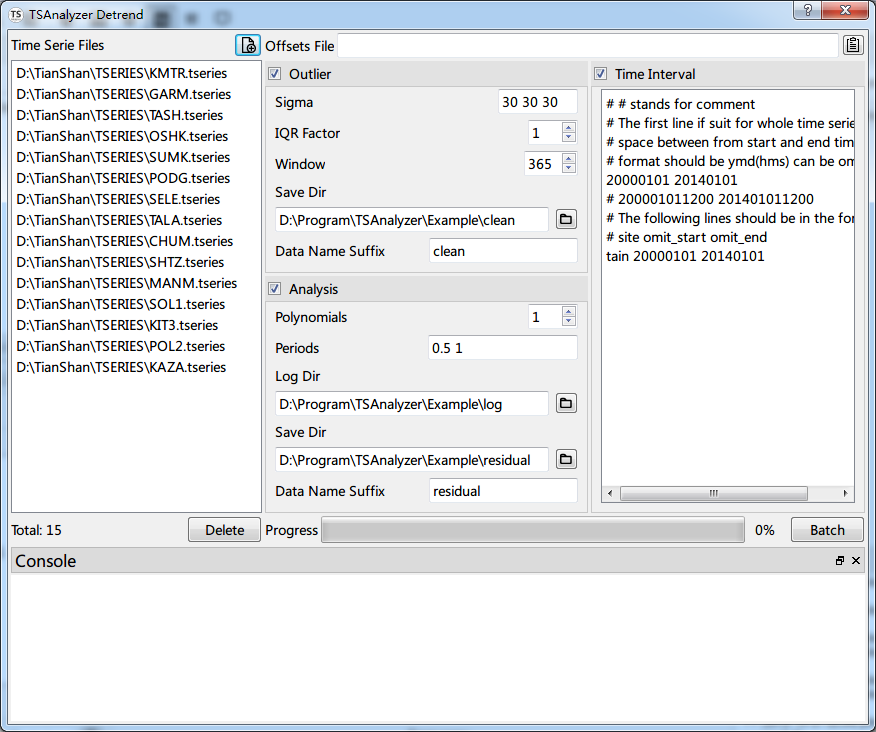 TS TSAnalyzer Detrend
Time Serie Files
Offsets File
D:\TianShan\TSERIES\KMTR.tseries
D:\TianShan\TSERIES\GARM.tseries
D:\TianShan\TSERIES\TASH.tseries
D:\TianShan\TSERIES\OSHK.tseries
D:\TianShan\TSERIES\SUMK.tseries
D:\TianShan\TSERIES\PODG.tseries
D:\TianShan\TSERIES\SELE.tseries
D:\TianShan\TSERIES\TALA.tseries
D:\TianShan\TSERIES\CHUM.tseries
D:\TianShan\TSERIES\SHTZ.tseries
D:\TianShan\TSERIES\MANM.tseries
D:\TianShan\TSERIES\SOL1.tseries
D:\TianShan\TSERIES\KIT3.tseries
D:\TianShan\TSERIES\POL2.tseries
D:\TianShan\TSERIES\KAZA.tseries
Total: 15
Delete
Outlier
Sigma 30 30 30
IQR Factor 1
Window 365
Save Dir
D:\Program\TSAnalyzer\Example\clean
Data Name Suffix clean
Analysis
Polynomials 1
Periods 0.5 1
Log Dir
D:\Program\TSAnalyzer\Example\log
Save Dir
D:\Program\TSAnalyzer\Example\residual
Data Name Suffix residual
Time Interval
# # stands for comment
# The first line if suit for whole time serie
# space between from start and end tim
# format should be ymd(hms) can be om
20000101 20140101
# 200001011200 201401011200
# The following lines should be in the for
# site omit_start omit_end
tain 20000101 20140101
Progress 0% Batch
Console